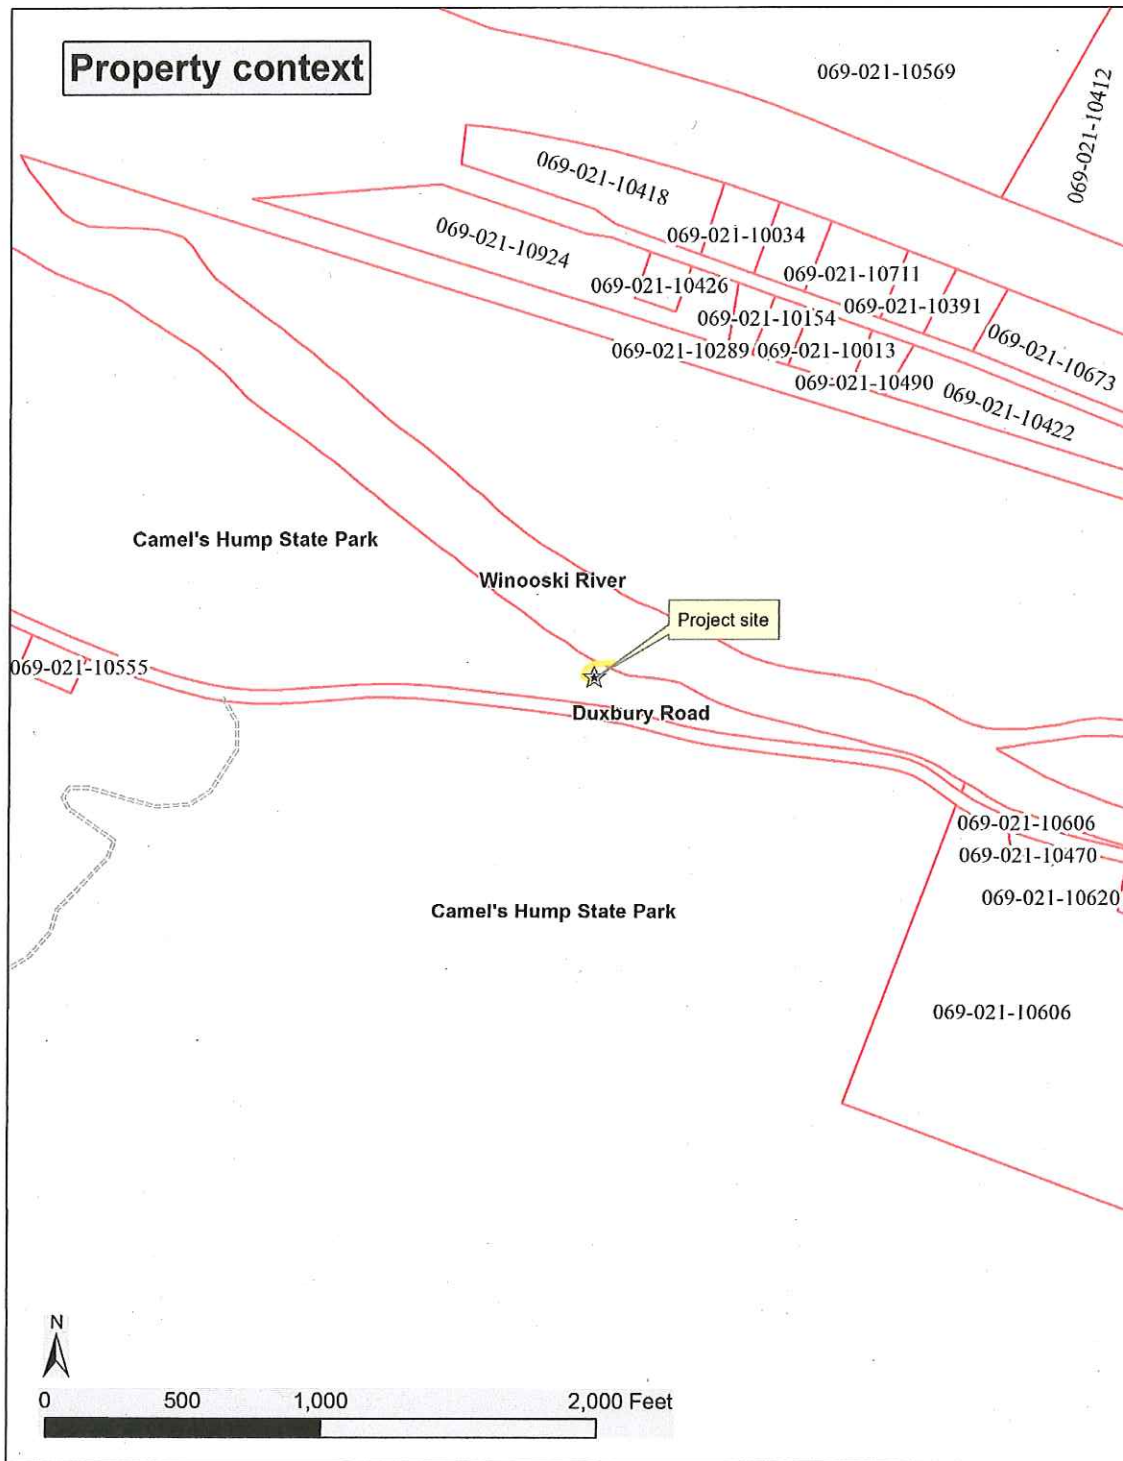 Property context
069-021-10569
069-021-10412
069-021-10418
069-021-10034
069-021-10924
069-021-10711
069-021-10426
069-021-10391
069-021-10154
069-021-10673
069-021-10289
069-021-10013
069-021-10490
069-021-10422
Camel's Hump State Park
Winooski River
Project site
069-021-10555
Duxbury Road
069-021-10606
069-021-10470
069-021-10620
Camel's Hump State Park
069-021-10606
N
0 500 1,000 2,000 Feet